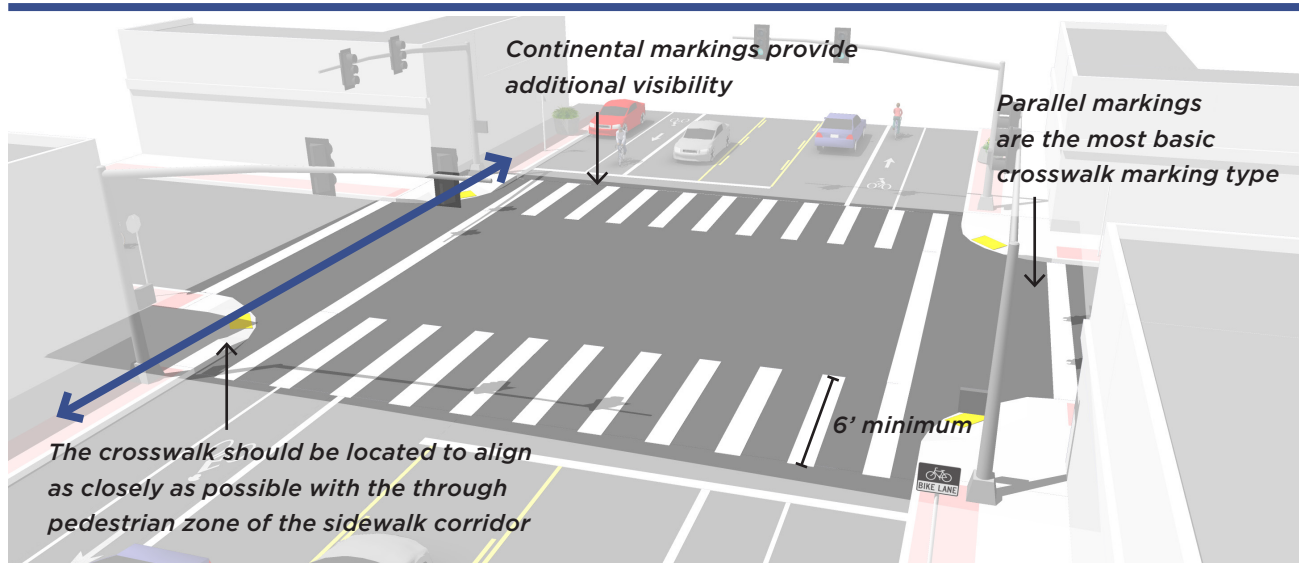 Continental markings provide
additional visibility
Parallel markings
are the most basic
crosswalk marking type
6’ minimum
The crosswalk should be located to align
as closely as possible with the through
pedestrian zone of the sidewalk corridor
BIKE LANE